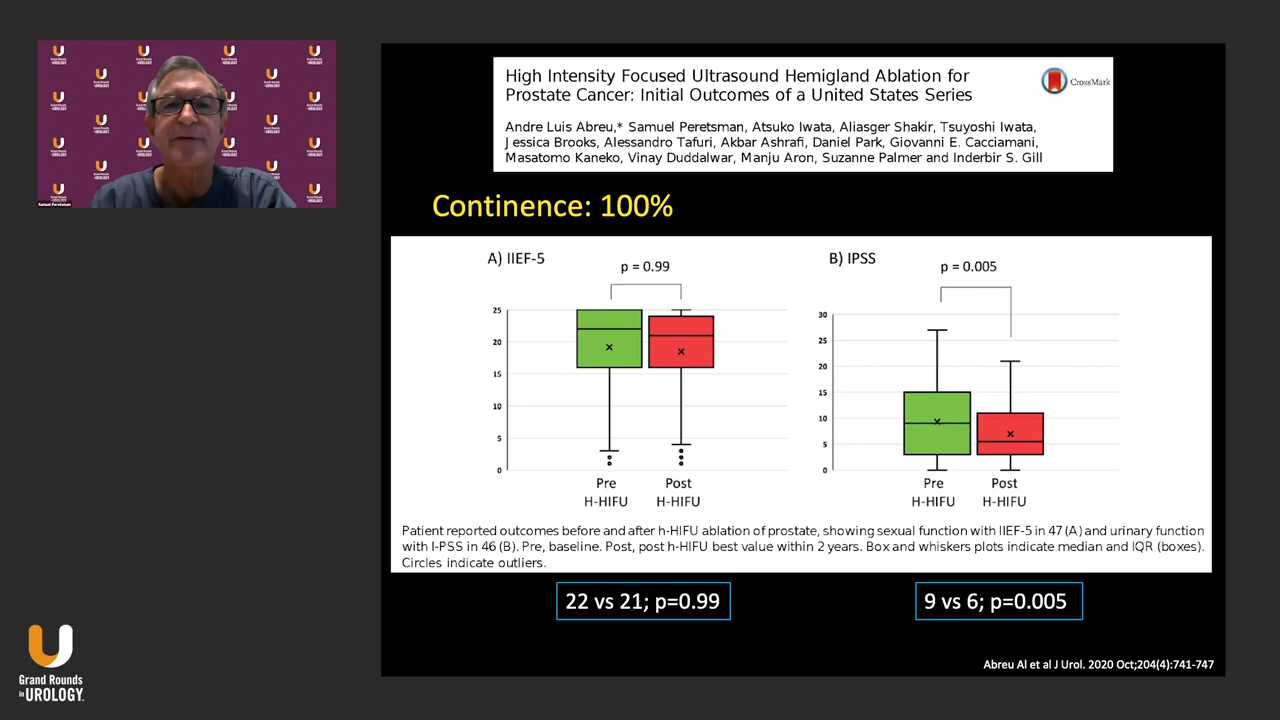 Samuel Peretsman
High Intensity Focused Ultrasound Hemigland Ablation for
Prostate Cancer: Initial Outcomes of a United States Series
CrossMark
Andre Luis Abreu,* Samuel Peretsman, Atsuko Iwata, Aliasger Shakir, Tsuyoshi Iwata,
Jessica Brooks, Alessandro Tafuri, Akbar Ashrafi, Daniel Park, Giovanni E. Cacciamani,
Masatomo Kaneko, Vinay Duddalwar, Manju Aron, Suzanne Palmer and Inderbir S. Gill
Continence: 100%
A) IIEF-5
p = 0.99
25
20
15
10
5
0
Pre
H-HIFU
Post
H-HIFU
B) IPSS
p = 0.005
30
25
20
15
10
5
0
Pre
H-HIFU
Post
H-HIFU
Patient reported outcomes before and after h-HIFU ablation of prostate, showing sexual function with IIEF-5 in 47 (A) and urinary function
with I-PSS in 46 (B). Pre, baseline. Post, post h-HIFU best value within 2 years. Box and whiskers plots indicate median and IQR (boxes).
Circles indicate outliers.
22 vs 21; p=0.99
9 vs 6; p=0.005
Abreu Al et al J Urol. 2020 Oct;204(4):741-747
Grand Rounds
in UROLOGY